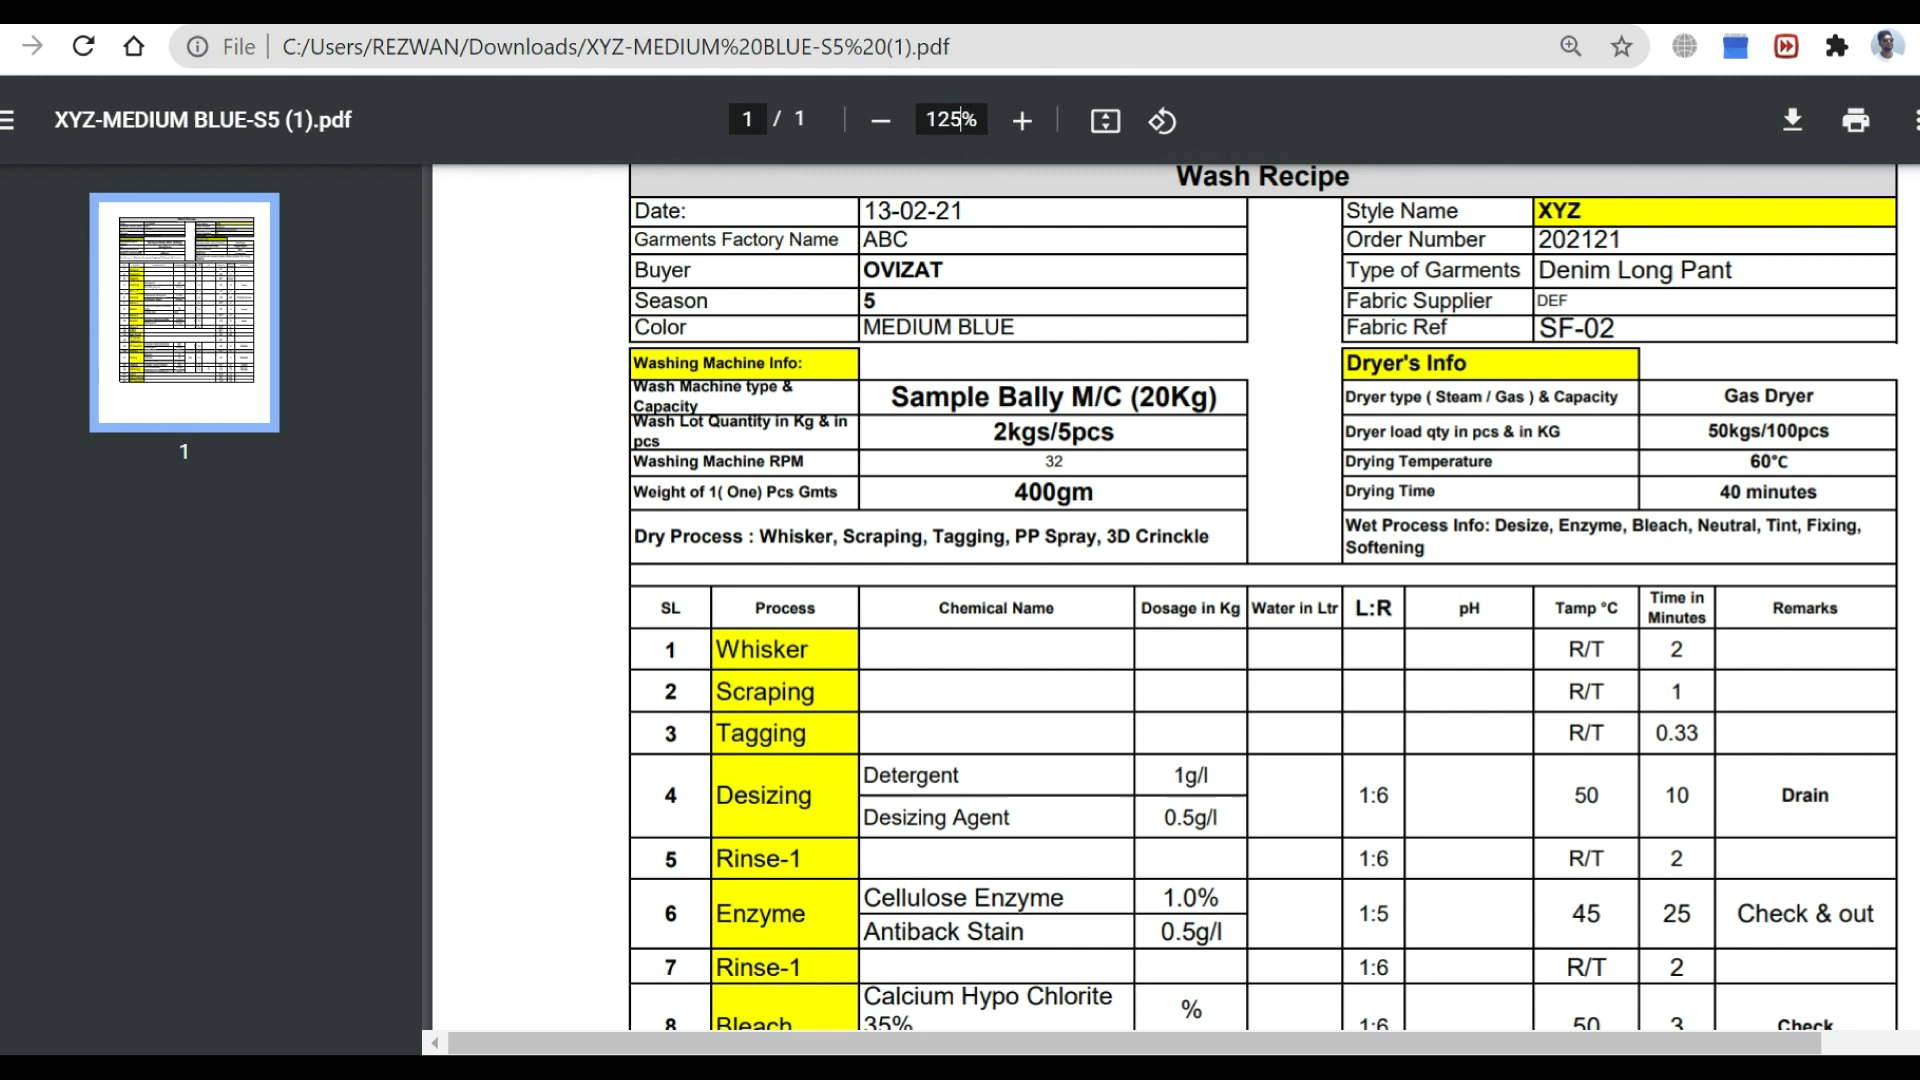 File C:/Users/REZWAN/Downloads/XYZ-MEDIUM%20BLUE-S5%20(1).pdf
XYZ-MEDIUM BLUE-S5 (1).pdf 1 / 1 125%
1
Wash Recipe
Date: 13-02-21 Style Name XYZ
Garments Factory Name ABC Order Number 202121
Buyer OVIZAT Type of Garments Denim Long Pant
Season 5 Fabric Supplier DEF
Color MEDIUM BLUE Fabric Ref SF-02
Washing Machine Info: Dryer's Info
Wash Machine type & Capacity Sample Bally M/C (20Kg) Dryer type ( Steam / Gas ) & Capacity Gas Dryer
Wash Lot Quantity in Kg & in pcs 2kgs/5pcs Dryer load qty in pcs & in KG 50kgs/100pcs
Washing Machine RPM 32 Drying Temperature 60°C
Weight of 1( One) Pcs Gmts 400gm Drying Time 40 minutes
Dry Process : Whisker, Scraping, Tagging, PP Spray, 3D Crinckle Wet Process Info: Desize, Enzyme, Bleach, Neutral, Tint, Fixing,
Softening
SL Process Chemical Name Dosage in Kg Water in Ltr L:R pH Tamp °C Time in Minutes Remarks
1 Whisker R/T 2
2 Scraping R/T 1
3 Tagging R/T 0.33
4 Desizing Detergent 1g/l 1:6 50 10 Drain
Desizing Agent 0.5g/l
5 Rinse-1 1:6 R/T 2
6 Enzyme Cellulose Enzyme 1.0% 1:5 45 25 Check & out
Antiback Stain 0.5g/l
7 Rinse-1 1:6 R/T 2
8 Bleach Calcium Hypo Chlorite 35% % 1:6 50 3 Check